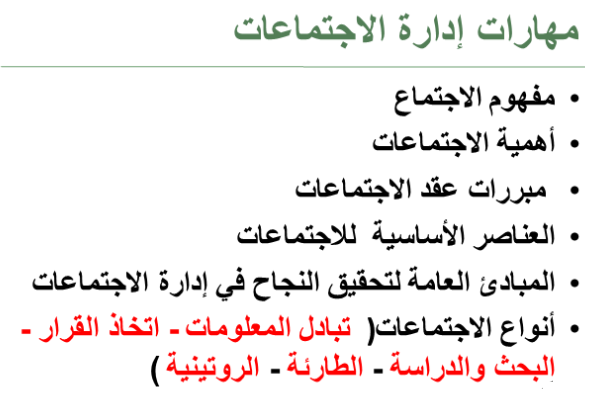 مهارات إدارة الاجتماعات
• مفهوم الاجتماع
• أهمية الاجتماعات
• مبررات عقد الاجتماعات
• العناصر الأساسية للاجتماعات
• المبادئ العامة لتحقيق النجاح في إدارة الاجتماعات
• أنواع الاجتماعات( تبادل المعلومات - اتخاذ القرار -
البحث والدراسة - الطارئة - الروتينية )